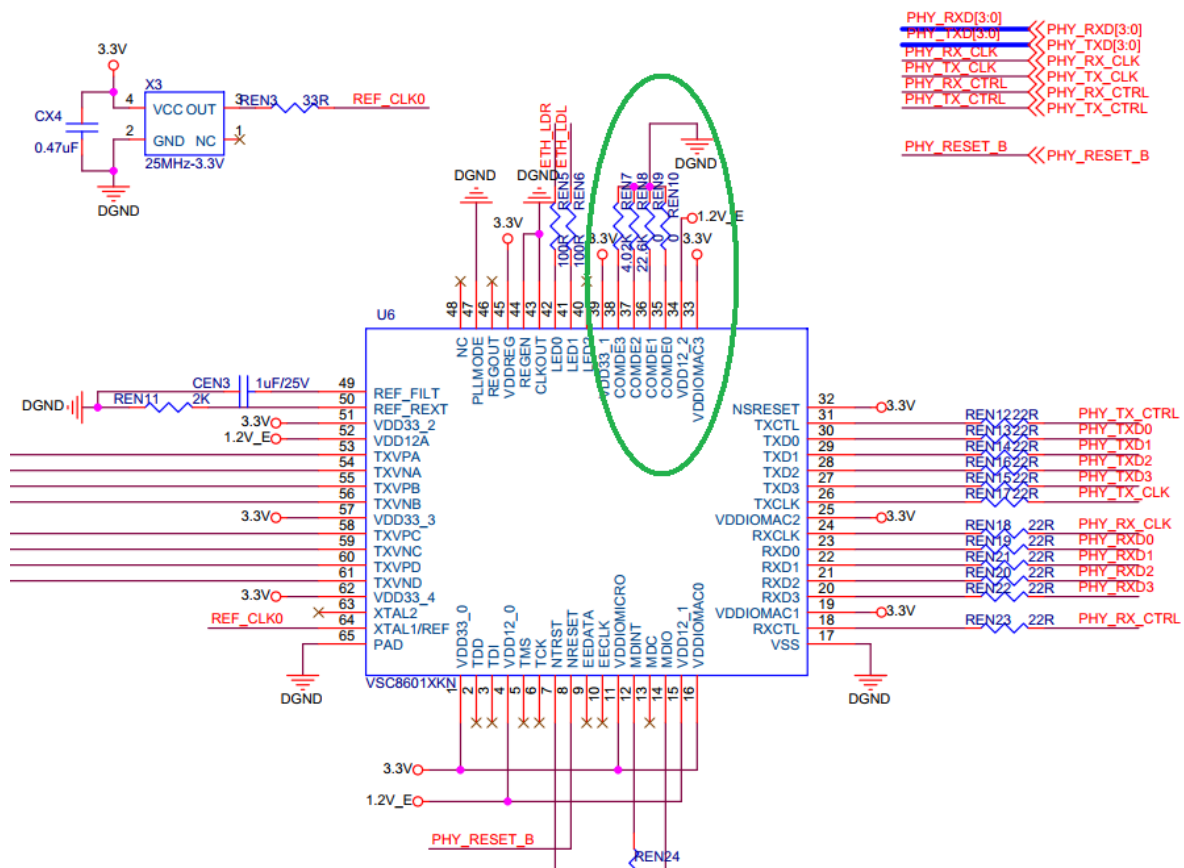 3.3V
X3
4
VCC OUT
3
REN3
33R
REF_CLK0
CX4
0.47uF
2
GND
NC
1
25MHz-3.3V
DGND
PHY_RXD[3:0]
PHY_RXD[3:0]
PHY_TXD[3:0]
PHY_TXD[3:0]
PHY_RX_CLK
PHY_RX_CLK
PHY_TX_CLK
PHY_TX_CLK
PHY_RX_CTRL
PHY_RX_CTRL
PHY_TX_CTRL
PHY_TX_CTRL
PHY_RESET_B
PHY_RESET_B
DGND
DGND
ETH_LDR
ETH_LDL
REN5
REN6
100R
100R
3.3V
3.3V
REN7
REN8
REN9
REN10
4.02K
22.6K
0
0
DGND
1.2V_E
3.3V
U6
48
47
46
45
44
43
42
41
40
39
38
37
36
35
34
33
NC
PLLMODE
REGOUT
VDDREG
REGEN
CLKOUT
LED0
LED1
LED2
VDD33_1
COMDE3
COMDE2
COMDE1
COMDE0
VDD12_2
VDDIOMAC3
DGND
CEN3
1uF/25V
REN11
2K
49 REF_FILT
50 REF_REXT
3.3V 51 VDD33_2
1.2V_E 52 VDD12A
53 TXVPA
54 TXVNA
55 TXVPB
56 TXVNB
3.3V 57 VDD33_3
58 TXVPC
59 TXVNC
60 TXVPD
61 TXVND
3.3V 62 VDD33_4
63 XTAL2
REF_CLK0 64 XTAL1/REF
65 PAD
DGND
VSC8601XKN
NSRESET 32 3.3V
TXCTL 31 REN12 22R PHY_TX_CTRL
TXD0 30 REN13 22R PHY_TXD0
TXD1 29 REN14 22R PHY_TXD1
TXD2 28 REN16 22R PHY_TXD2
TXD3 27 REN15 22R PHY_TXD3
TXCLK 26 REN17 22R PHY_TX_CLK
VDDIOMAC2 25 3.3V
RXCLK 24 REN18 22R PHY_RX_CLK
RXD0 23 REN19 22R PHY_RXD0
RXD1 22 REN21 22R PHY_RXD1
RXD2 21 REN20 22R PHY_RXD2
RXD3 20 REN22 22R PHY_RXD3
VDDIOMAC1 19 3.3V
RXCTL 18 REN23 22R PHY_RX_CTRL
VSS 17
DGND
VDD33_0
TDD
TDI
VDD12_0
TMS
TCK
NTRST
NRESET
EEDATA
EECLK
VDDIOMICRO
MDINT
MDC
MDIO
VDD12_1
VDDIOMAC0
1
2
3
4
5
6
7
8
9
10
11
12
13
14
15
16
3.3V
1.2V_E
PHY_RESET_B
REN24